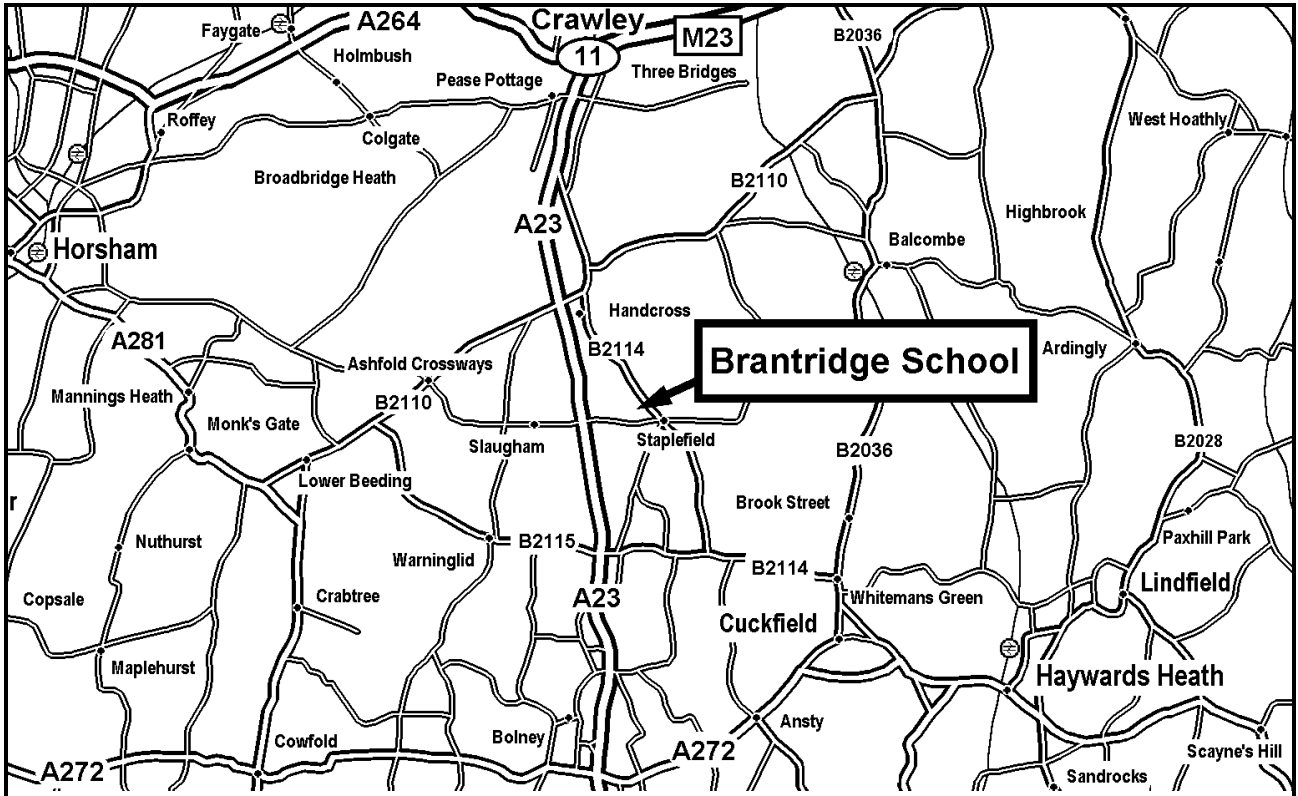 Crawley
A264
Faygate
M23
B2036
11
Holmbush
Pease Pottage
Three Bridges
Roffey
Colgate
West Hoathly
Broadbridge Heath
B2110
Highbrook
A23
Horsham
Balcombe
Handcross
A281
B2114
Ardingly
Brantridge School
Ashfold Crossways
Mannings Heath
B2110
Monk's Gate
Slaugham
Staplefield
B2036
B2028
Lower Beeding
r
Brook Street
Nuthurst
B2115
Paxhill Park
Warninglid
B2114
Lindfield
Copsale
Crabtree
A23
Whitemans Green
Cuckfield
Maplehurst
Haywards Heath
Ansty
Cowfold
Bolney
A272
Scayne's Hill
A272
Sandrocks